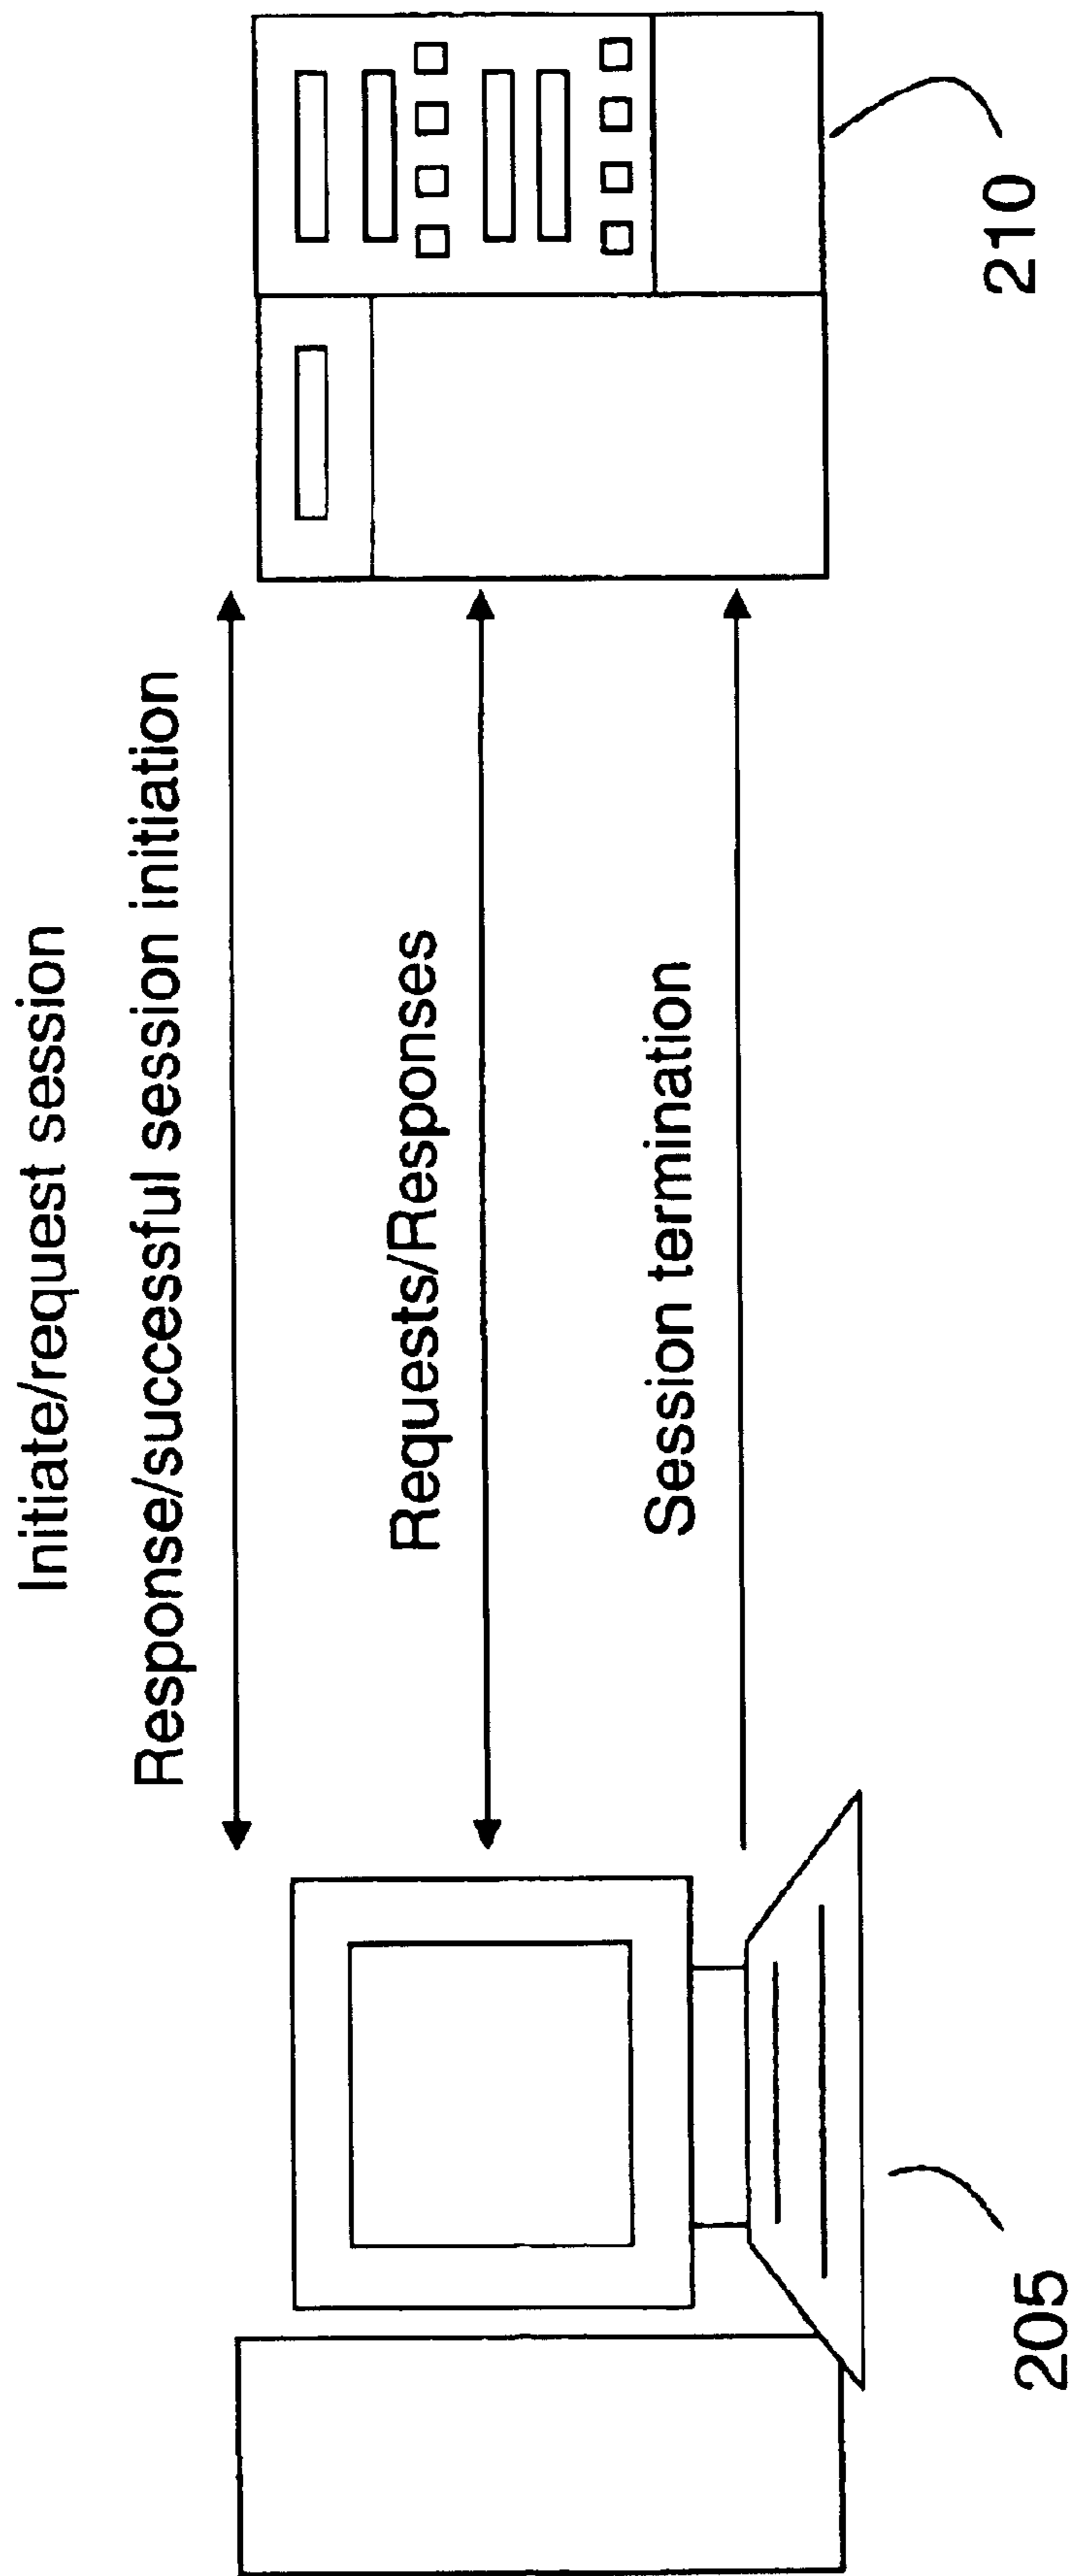 Initiate/request session
Response/successful session initiation
Requests/Responses
Session termination
205
210